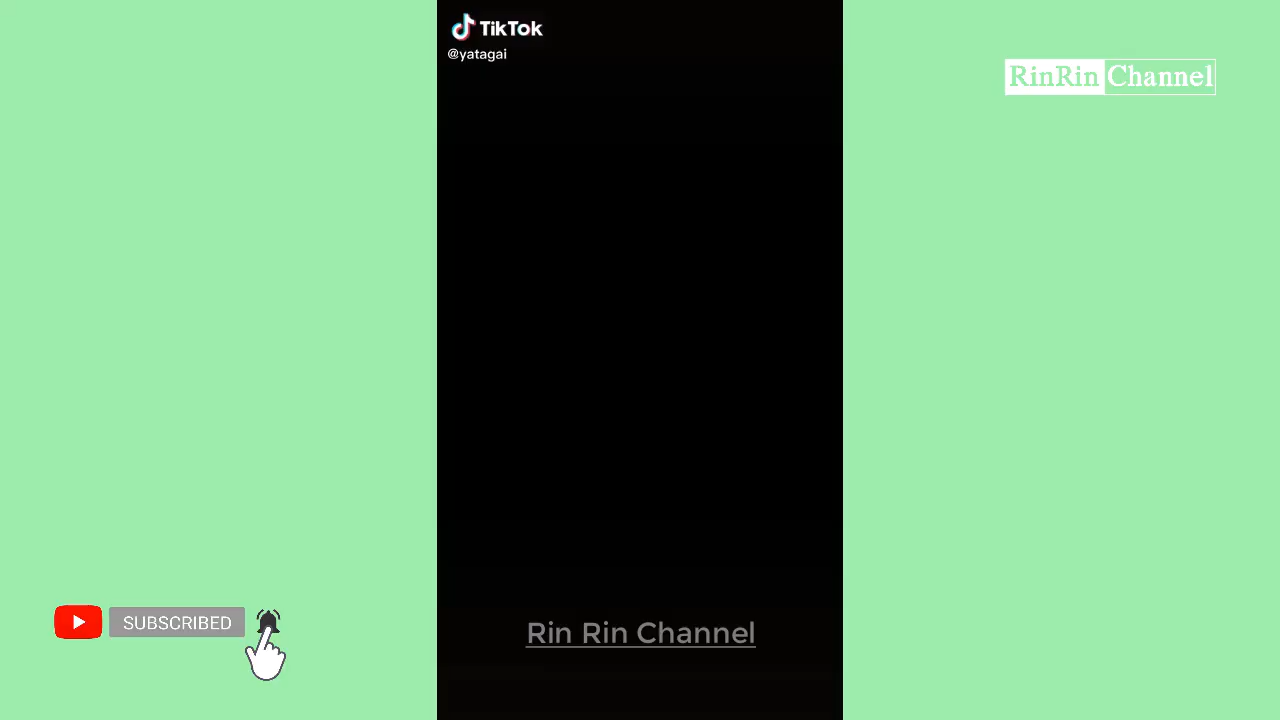 TikTok
@yatagai
RinRin Channel
SUBSCRIBED
Rin Rin Channel